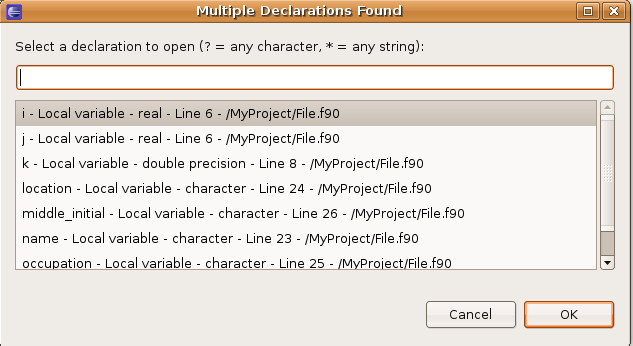 Multiple Declarations Found
Select a declaration to open (? = any character, * = any string):
i - Local variable - real - Line 6 - /MyProject/File.f90
j - Local variable - real - Line 6 - /MyProject/File.f90
k - Local variable - double precision - Line 8 - /MyProject/File.f90
location - Local variable - character - Line 24 - /MyProject/File.f90
middle_initial - Local variable - character - Line 26 - /MyProject/File.f90
name - Local variable - character - Line 23 - /MyProject/File.f90
occupation - Local variable - character - Line 25 - /MyProject/File.f90
Cancel OK